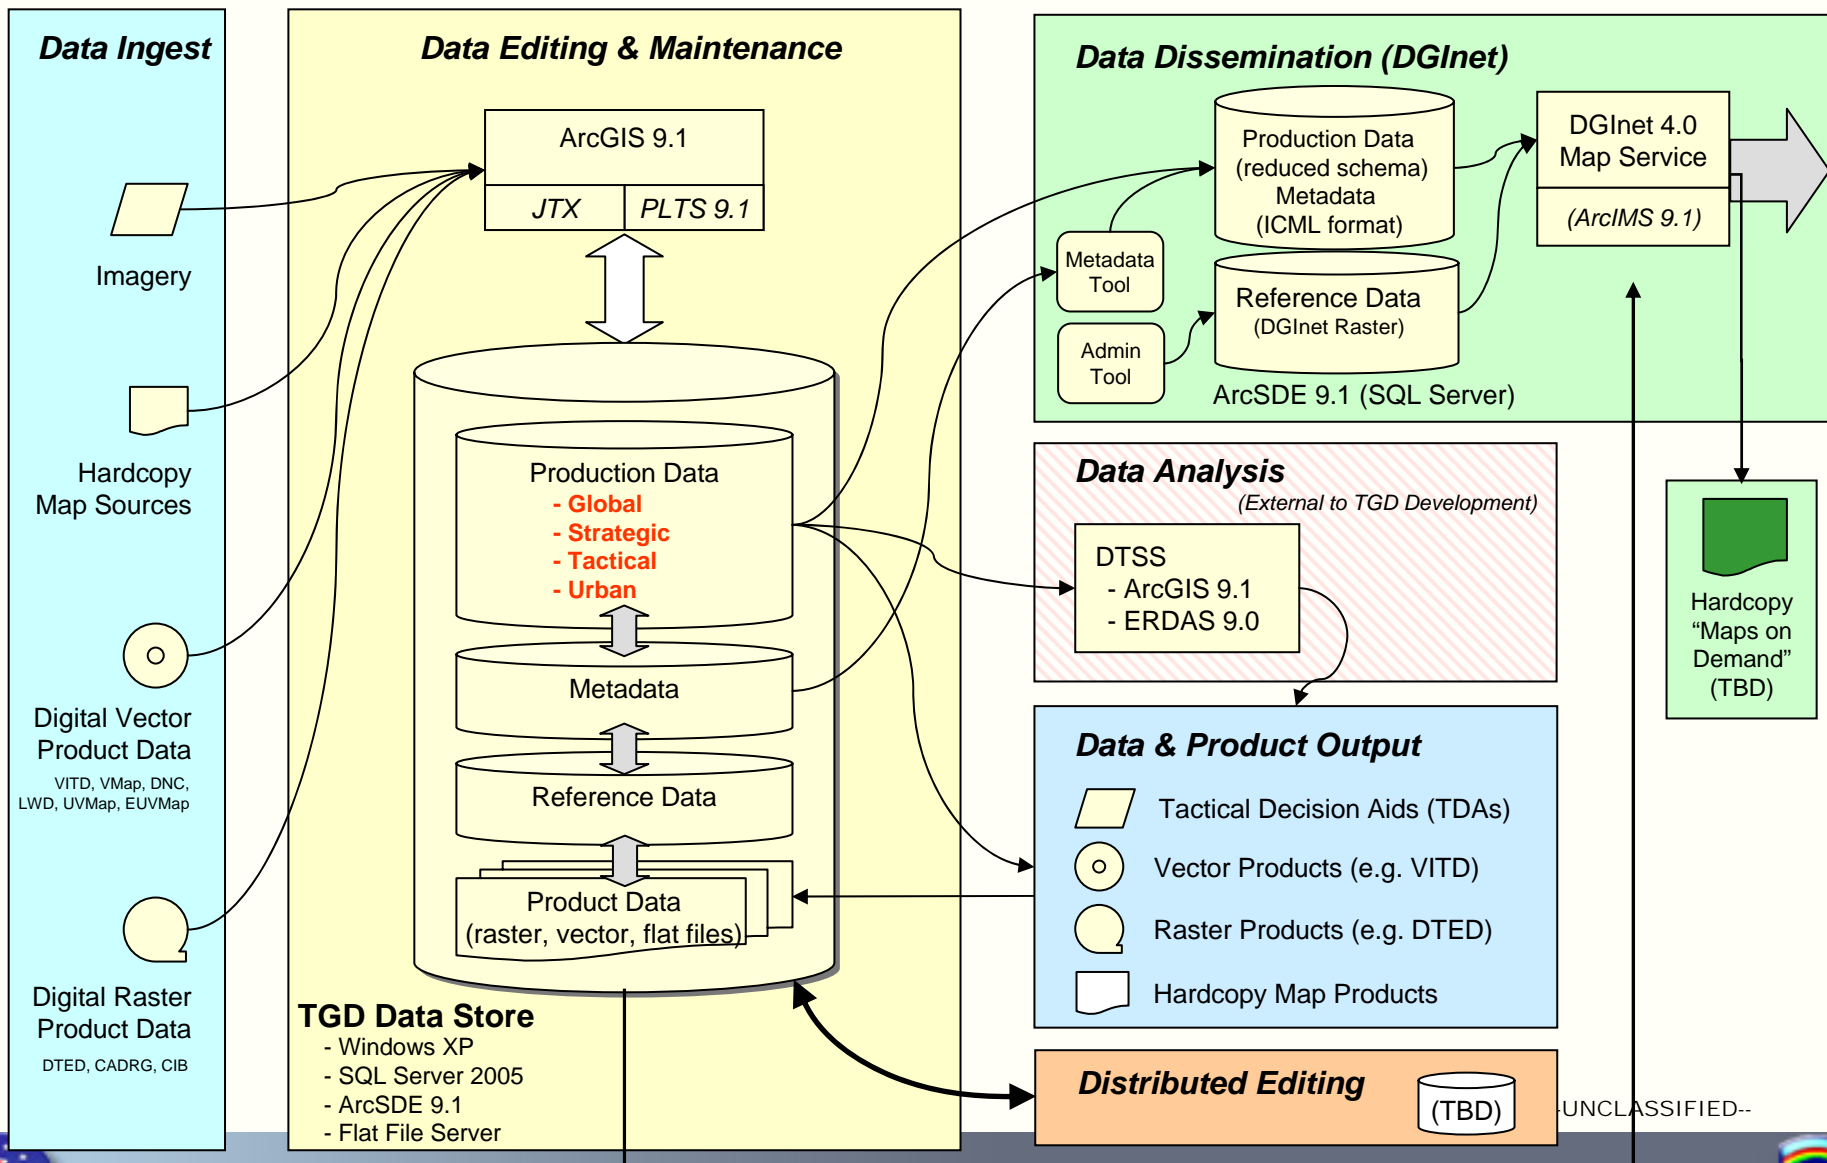 Data Ingest
Imagery
Hardcopy
Map Sources
Digital Vector
Product Data
VITD, VMap, DNC,
LWD, UVMap, EUVMap
Digital Raster
Product Data
DTED, CADRG, CIB
Data Editing & Maintenance
ArcGIS 9.1
JTX
PLTS 9.1
Production Data
- Global
- Strategic
- Tactical
- Urban
Metadata
Reference Data
Product Data
(raster, vector, flat files)
TGD Data Store
- Windows XP
- SQL Server 2005
- ArcSDE 9.1
- Flat File Server
Data Dissemination (DGInet)
Production Data
(reduced schema)
Metadata
(ICML format)
Metadata
Tool
Reference Data
(DGInet Raster)
Admin
Tool
ArcSDE 9.1 (SQL Server)
DGInet 4.0
Map Service
(ArcIMS 9.1)
Hardcopy
“Maps on
Demand”
(TBD)
Data Analysis
(External to TGD Development)
DTSS
- ArcGIS 9.1
- ERDAS 9.0
Data & Product Output
Tactical Decision Aids (TDAs)
Vector Products (e.g. VITD)
Raster Products (e.g. DTED)
Hardcopy Map Products
Distributed Editing
(TBD)
-UNCLASSIFIED--